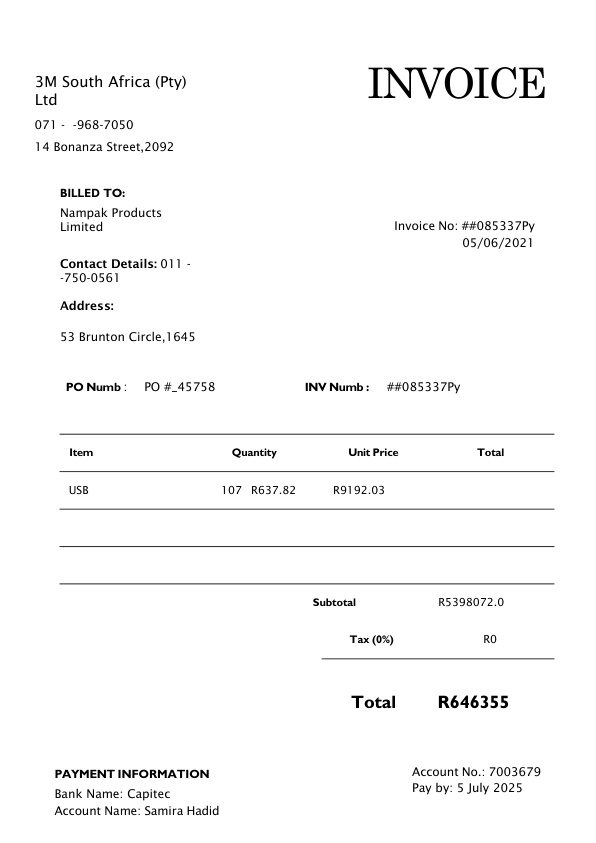 3M South Africa (Pty)
Ltd
INVOICE
071 -  -968-7050
14 Bonanza Street,2092
BILLED TO:
Nampak Products
Limited
Invoice No: ##085337Py
05/06/2021
Contact Details: 011 -
-750-0561
Address:
53 Brunton Circle,1645
PO Numb : PO #_45758 INV Numb : ##085337Py
Item Quantity Unit Price Total
USB 107 R637.82 R9192.03
Subtotal R5398072.0
Tax (0%) R0
Total R646355
PAYMENT INFORMATION
Bank Name: Capitec
Account Name: Samira Hadid
Account No.: 7003679
Pay by: 5 July 2025